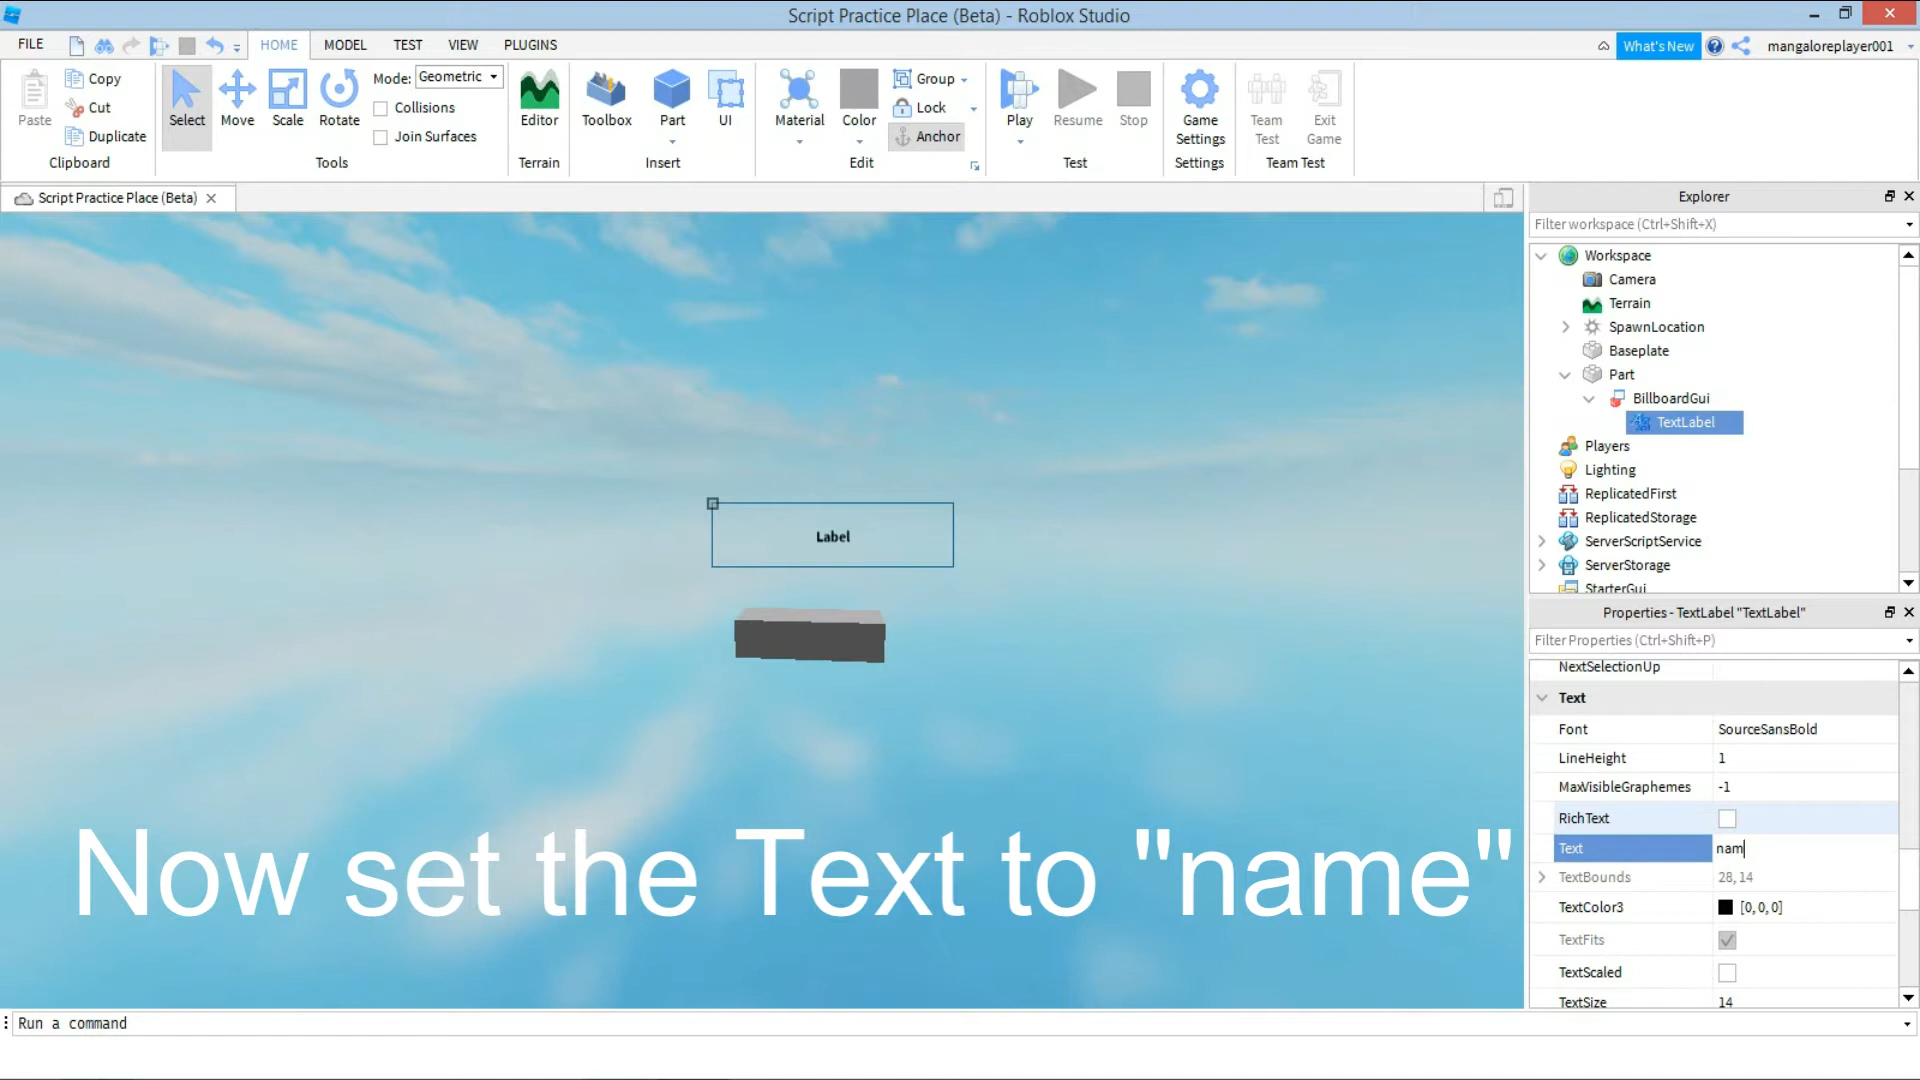 Script Practice Place (Beta) - Roblox Studio
FILE
HOME
MODEL
TEST
VIEW
PLUGINS
What's New
mangaloreplayer001
Paste
Copy
Cut
Duplicate
Clipboard
Select
Move
Scale
Rotate
Mode:
Geometric
Collisions
Join Surfaces
Tools
Editor
Terrain
Toolbox
Part
UI
Insert
Material
Color
Group
Lock
Anchor
Edit
Play
Resume
Stop
Test
Game
Settings
Settings
Team
Test
Exit
Game
Team Test
Script Practice Place (Beta)
Label
Now set the Text to "name"
Explorer
Filter workspace (Ctrl+Shift+X)
Workspace
Camera
Terrain
SpawnLocation
Baseplate
Part
BillboardGui
TextLabel
Players
Lighting
ReplicatedFirst
ReplicatedStorage
ServerScriptService
ServerStorage
StarterGui
Properties - TextLabel "TextLabel"
Filter Properties (Ctrl+Shift+P)
NextSelectionUp
Text
Font SourceSansBold
LineHeight 1
MaxVisibleGraphemes -1
RichText
Text nam
TextBounds 28, 14
TextColor3 [0, 0, 0]
TextFits
TextScaled
TextSize 14
Run a command